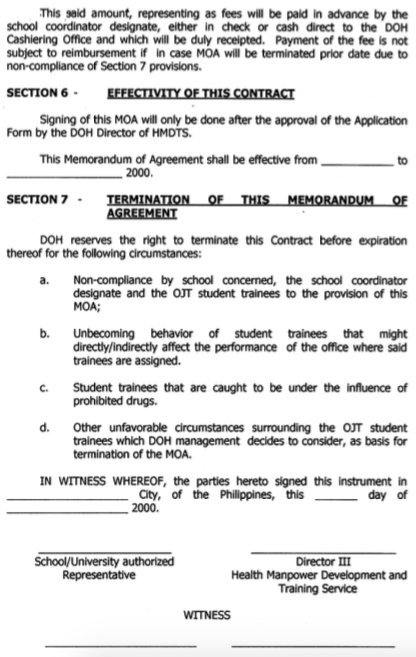 This said amount, representing as fees will be paid in advance by the
school coordinator designate, either in check or cash direct to the DOH
Cashiering Office and which will be duly receipted. Payment of the fee is not
subject to reimbursement if in case MOA will be terminated prior date due to
non-compliance of Section 7 provisions.
SECTION 6 - EFFECTIVITY OF THIS CONTRACT
Signing of this MOA will only be done after the approval of the Application
Form by the DOH Director of HMDTS.
This Memorandum of Agreement shall be effective from ____________ to
__________________ 2000.
SECTION 7 - TERMINATION OF THIS MEMORANDUM OF
AGREEMENT
DOH reserves the right to terminate this Contract before expiration
thereof for the following circumstances:
a. Non-compliance by school concerned, the school coordinator
designate and the OJT student trainees to the provision of this
MOA;
b. Unbecoming behavior of student trainees that might
directly/indirectly affect the performance of the office where said
trainees are assigned.
c. Student trainees that are caught to be under the influence of
prohibited drugs.
d. Other unfavorable circumstances surrounding the OJT student
trainees which DOH management decides to consider, as basis for
termination of the MOA.
IN WITNESS WHEREOF, the parties hereto signed this instrument in
__________________ City, of the Philippines, this ______ day of
__________________ 2000.
School/University authorized Director III
Representative Health Manpower Development and
Training Service
WITNESS